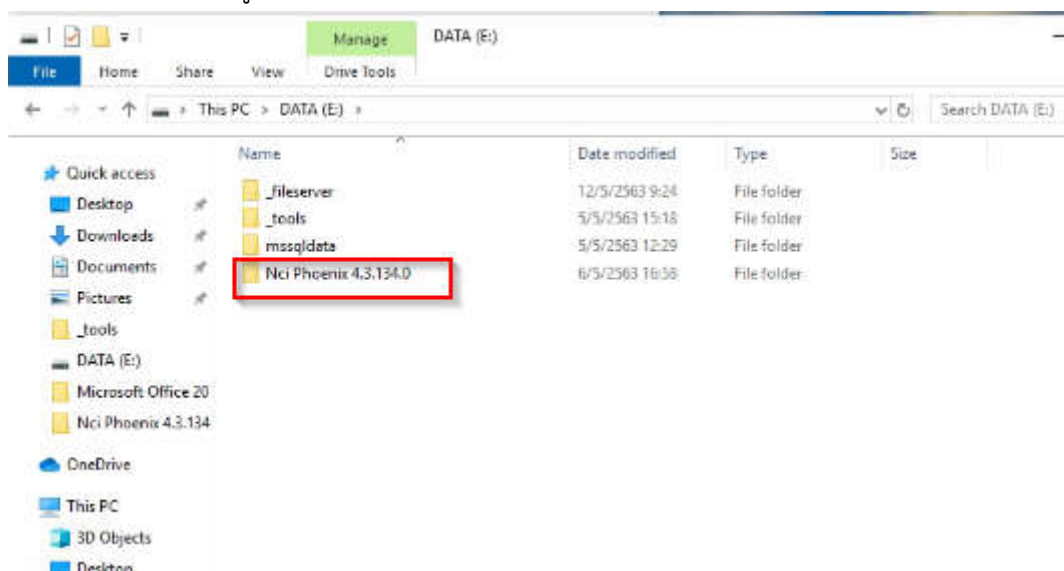 Manage DATA (E:)
File Home Share View Drive Tools
This PC > DATA (E:) >
Search DATA (E:)
Name Date modified Type Size
Quick access
Desktop
Downloads
Documents
Pictures
_tools
DATA (E:)
Microsoft Office 20
Nci Phoenix 4.3.134
OneDrive
This PC
3D Objects
Desktop
_fileserver 12/5/2563 9:24 File folder
_tools 5/5/2563 15:18 File folder
mssqldata 5/5/2563 12:29 File folder
Nci Phoenix 4.3.134.0 6/5/2563 16:58 File folder